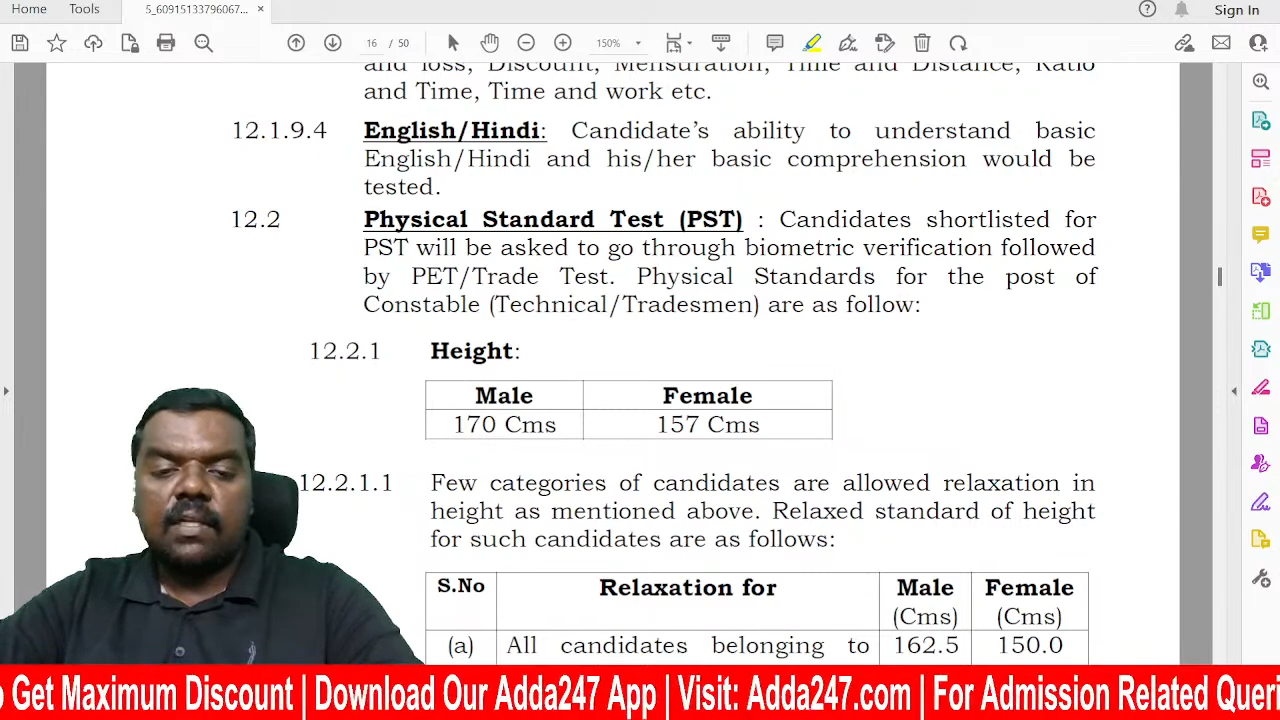 Home Tools 5_60915133796067... × Sign In
16 / 50 150%
and loss, Discount, Mensuration, Time and Distance, Ratio
and Time, Time and work etc.
12.1.9.4 English/Hindi: Candidate's ability to understand basic
English/Hindi and his/her basic comprehension would be
tested.
12.2 Physical Standard Test (PST) : Candidates shortlisted for
PST will be asked to go through biometric verification followed
by PET/Trade Test. Physical Standards for the post of
Constable (Technical/Tradesmen) are as follow:
12.2.1 Height:
Male Female
170 Cms 157 Cms
12.2.1.1 Few categories of candidates are allowed relaxation in
height as mentioned above. Relaxed standard of height
for such candidates are as follows:
S.No Relaxation for Male (Cms) Female (Cms)
(a) All candidates belonging to 162.5 150.0
o Get Maximum Discount | Download Our Adda247 App | Visit: Adda247.com | For Admission Related Queri